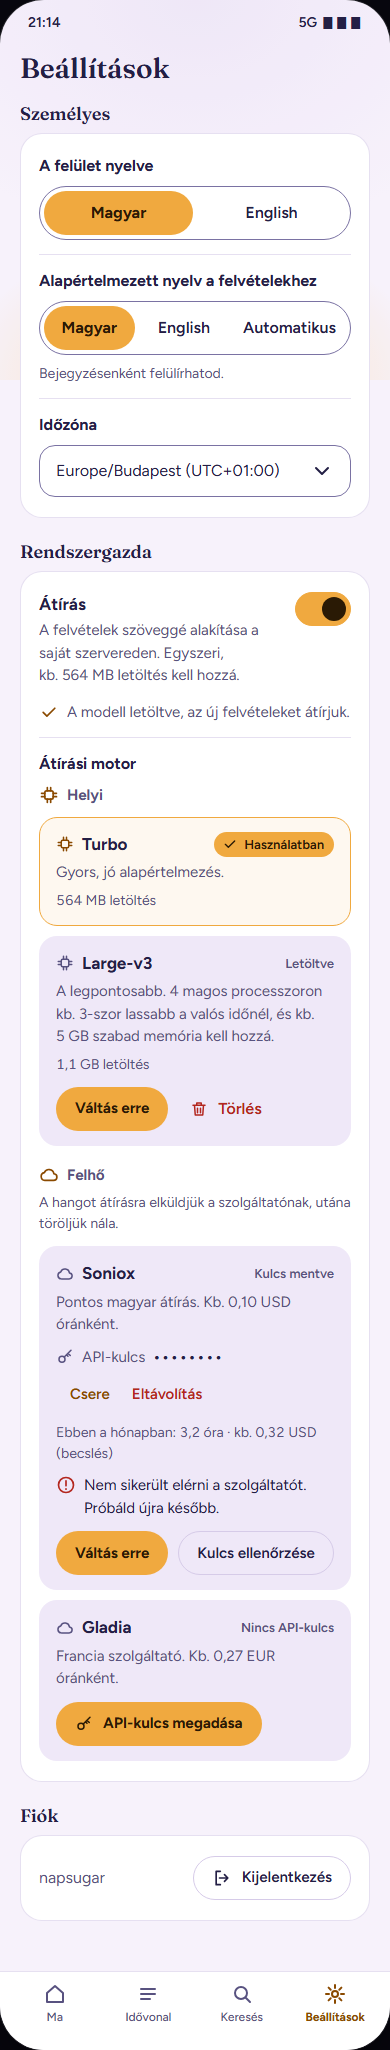 21:14
5G
Beállítások
Személyes
A felület nyelve
Magyar
English
Alapértelmezett nyelv a felvételekhez
Magyar
English
Automatikus
Bejegyzésenként felülírhatod.
Időzóna
Europe/Budapest (UTC+01:00)
Rendszergazda
Átírás
A felvételek szöveggé alakítása a
saját szervereden. Egyszeri,
kb. 564 MB letöltés kell hozzá.
A modell letöltve, az új felvételeket átírjuk.
Átírási motor
Helyi
Turbo
Használatban
Gyors, jó alapértelmezés.
564 MB letöltés
Large-v3
Letöltve
A legpontosabb. 4 magos processzoron
kb. 3-szor lassabb a valós időnél, és kb.
5 GB szabad memória kell hozzá.
1,1 GB letöltés
Váltás erre
Törlés
Felhő
A hangot átírásra elküldjük a szolgáltatónak, utána
töröljük nála.
Soniox
Kulcs mentve
Pontos magyar átírás. Kb. 0,10 USD
óránként.
API-kulcs ••••••••
Csere
Eltávolítás
Ebben a hónapban: 3,2 óra · kb. 0,32 USD
(becslés)
Nem sikerült elérni a szolgáltatót.
Próbáld újra később.
Váltás erre
Kulcs ellenőrzése
Gladia
Nincs API-kulcs
Francia szolgáltató. Kb. 0,27 EUR
óránként.
API-kulcs megadása
Fiók
napsugar
Kijelentkezés
Ma
Idővonal
Keresés
Beállítások